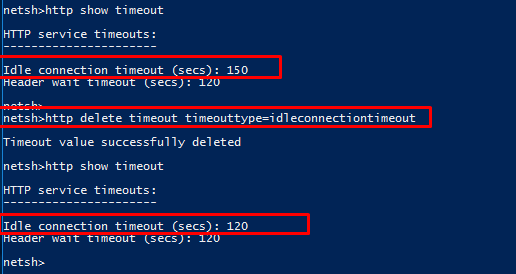 netsh>http show timeout
HTTP service timeouts:
-----------------------
Idle connection timeout (secs): 150
Header wait timeout (secs): 120
netsh>
netsh>http delete timeout timeouttype=idleconnectiontimeout
Timeout value successfully deleted
netsh>http show timeout
HTTP service timeouts:
-----------------------
Idle connection timeout (secs): 120
Header wait timeout (secs): 120
netsh>